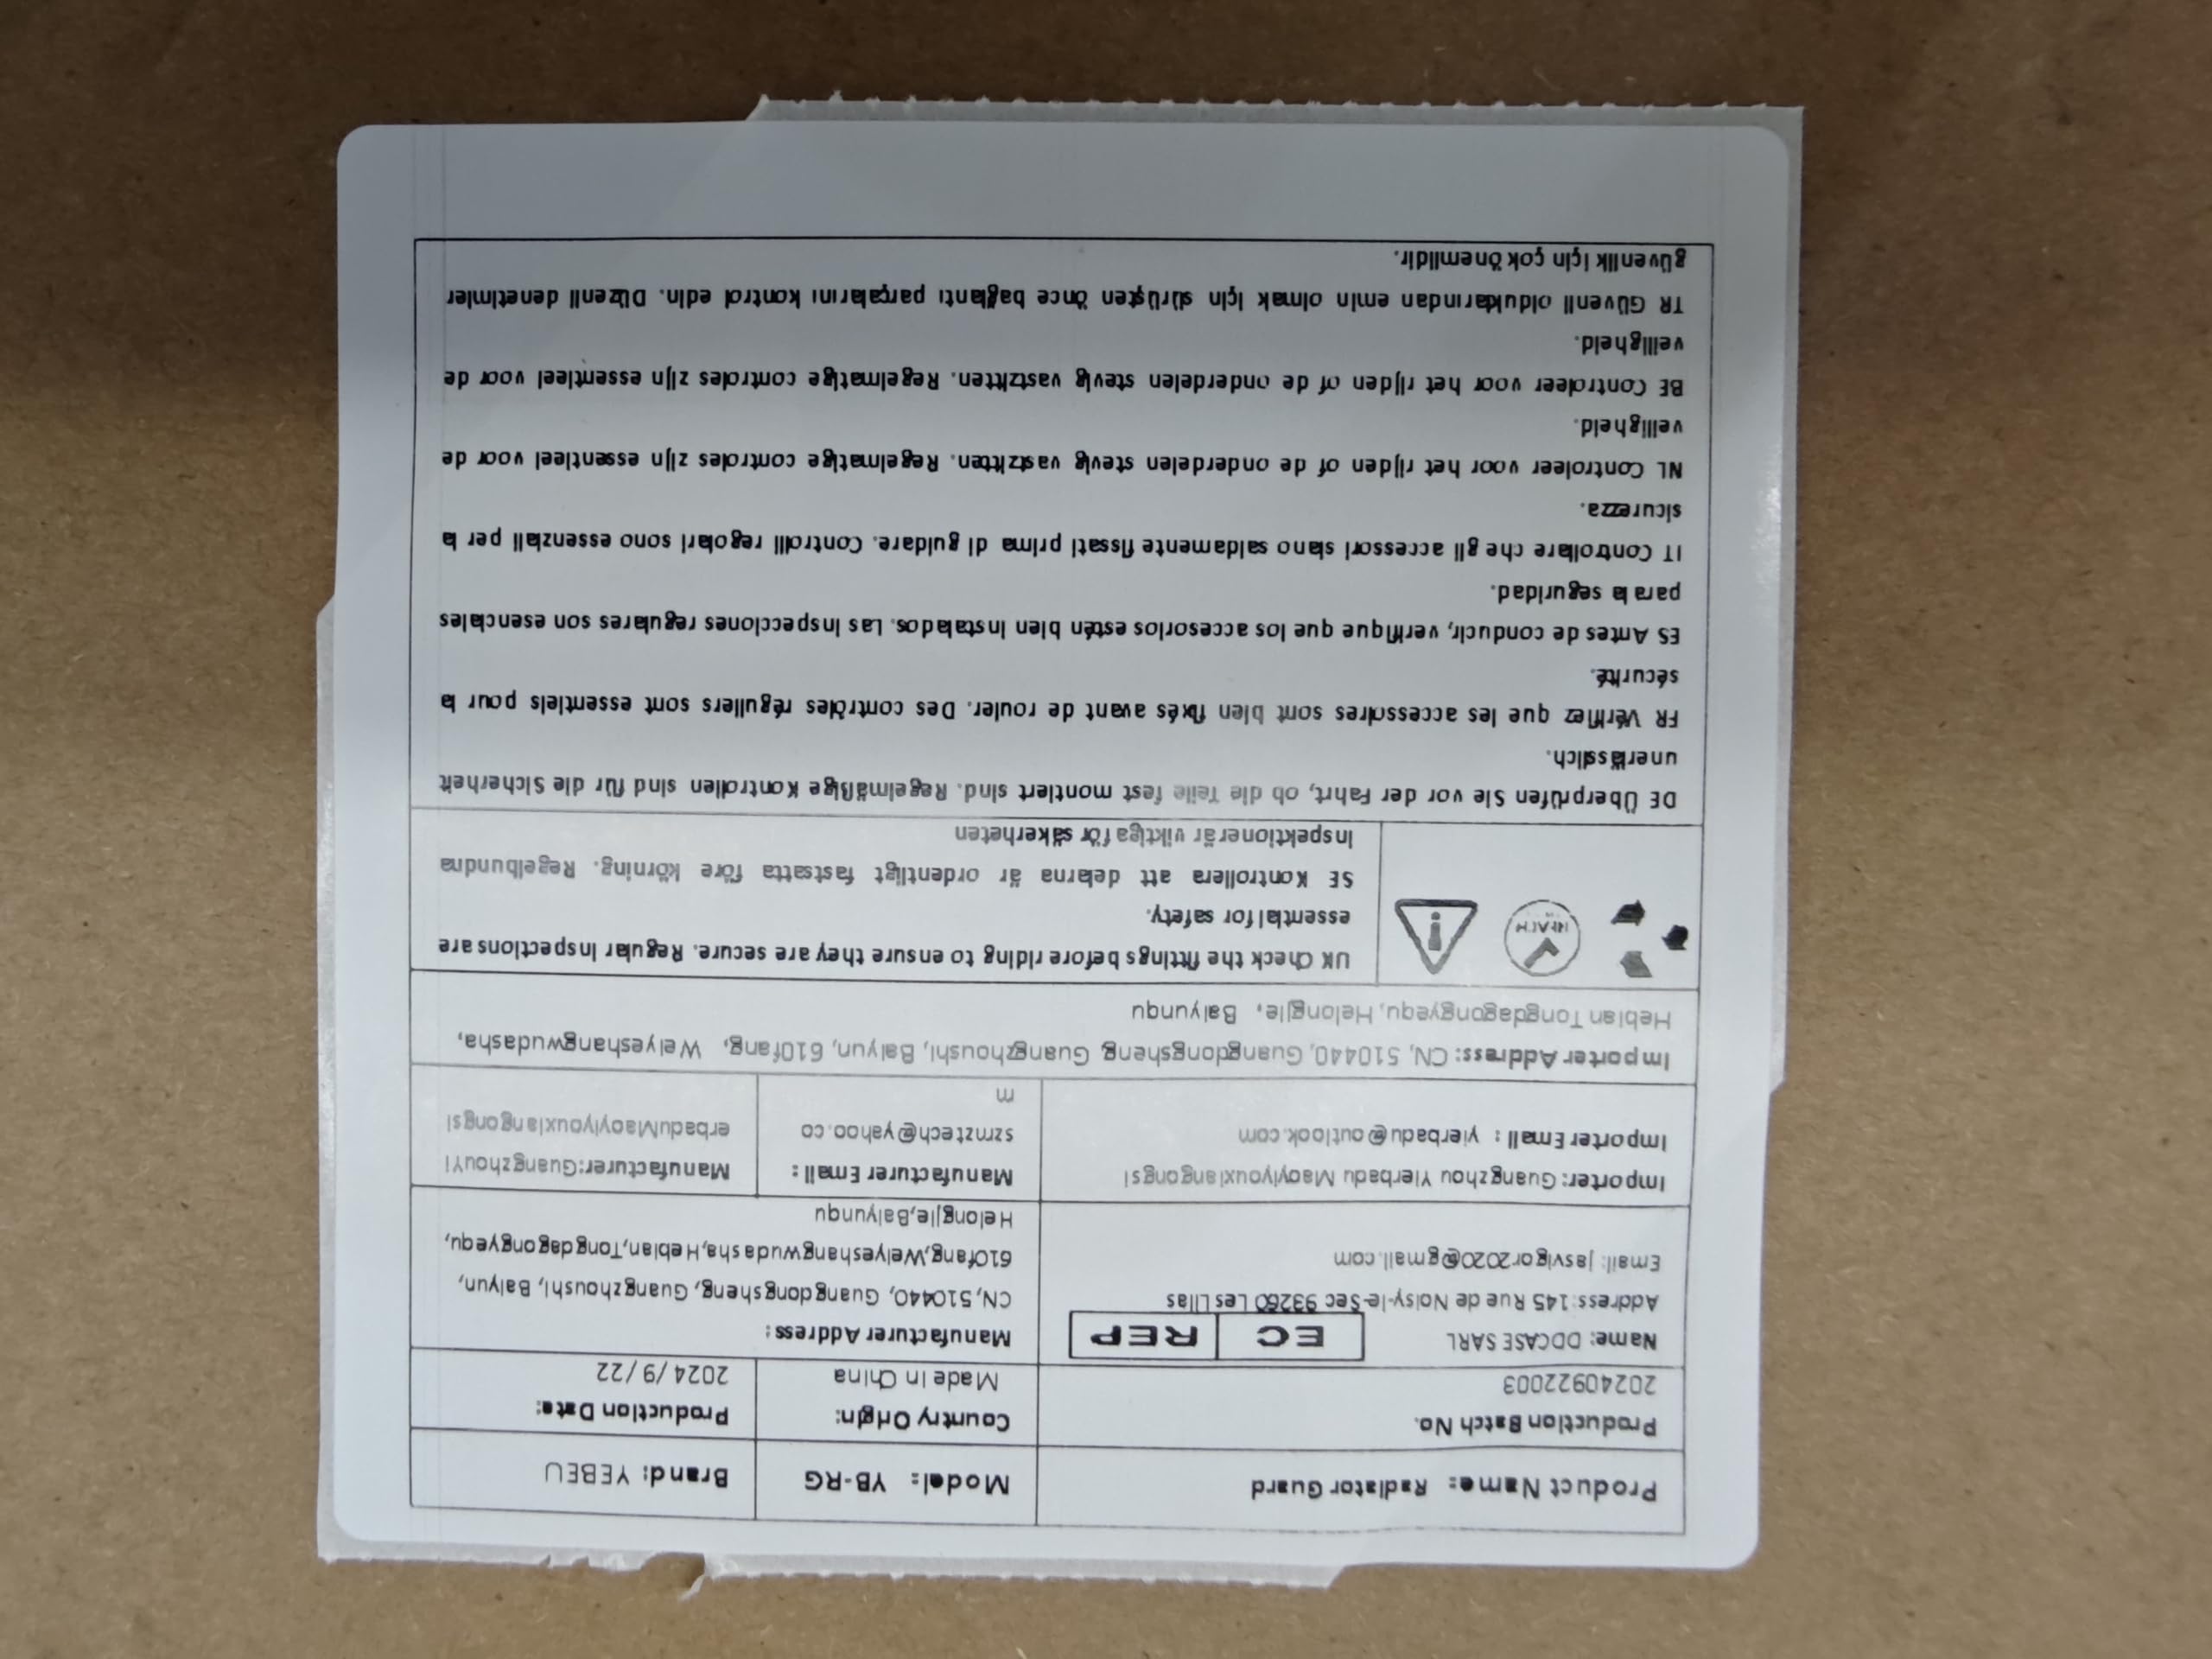 Product Name: Radiator Guard
Model: YB-RG
Brand: YEBEU
Production Batch No.
20240922003
Country Origin:
Made In China
Production Date:
2024/9/22
Name: DDCASE SARL
EC REP
Address: 145 Rue de Noisy-le-Sec 93260 Les Lilas
Email: jasvigor2020@gmail.com
Manufacturer Address:
CN,510440, Guangdongsheng, Guangzhoushi, Baiyun,
610fang,Weiyeshangwudasha,Hebian,Tongdagongyequ,
Helongjie,Baiyunqu
Importer: Guangzhou Yierbadu Maoyiyouxiangongsi
Importer Email: yierbadu@outlook.com
Manufacturer Email:
szmztech@yahoo.co
m
Manufacturer:GuangzhouYi
erbaduMaoyiyouxiangongsi
Importer Address: CN, 510440, Guangdongsheng, Guangzhoushi, Baiyun, 610fang, Weiyeshangwudasha,
Hebian Tongdagongyequ, Helongjie, Baiyunqu
REACH
UK Check the fittings before riding to ensure they are secure. Regular inspections are
essential for safety.
SE Kontrollera att delarna är ordentligt fastsatta före körning. Regelbundna
inspektioner är viktiga för säkerheten
DE Überprüfen Sie vor der Fahrt, ob die Teile fest montiert sind. Regelmäßige Kontrollen sind für die Sicherheit
unerlässlich.
FR Vérifiez que les accessoires sont bien fixés avant de rouler. Des contrôles réguliers sont essentiels pour la
sécurité.
ES Antes de conducir, verifique que los accesorios estén bien instalados. Las inspecciones regulares son esenciales
para la seguridad.
IT Controllare che gli accessori siano saldamente fissati prima di guidare. Controlli regolari sono essenziali per la
sicurezza.
NL Controleer voor het rijden of de onderdelen stevig vastzitten. Regelmatige controles zijn essentieel voor de
veiligheid.
BE Controleer voor het rijden of de onderdelen stevig vastzitten. Regelmatige controles zijn essentieel voor de
veiligheid.
TR Güvenli olduklarından emin olmak için sürüşten önce bağlantı parçalarını kontrol edin. Düzenli denetimler
güvenlik için çok önemlidir.